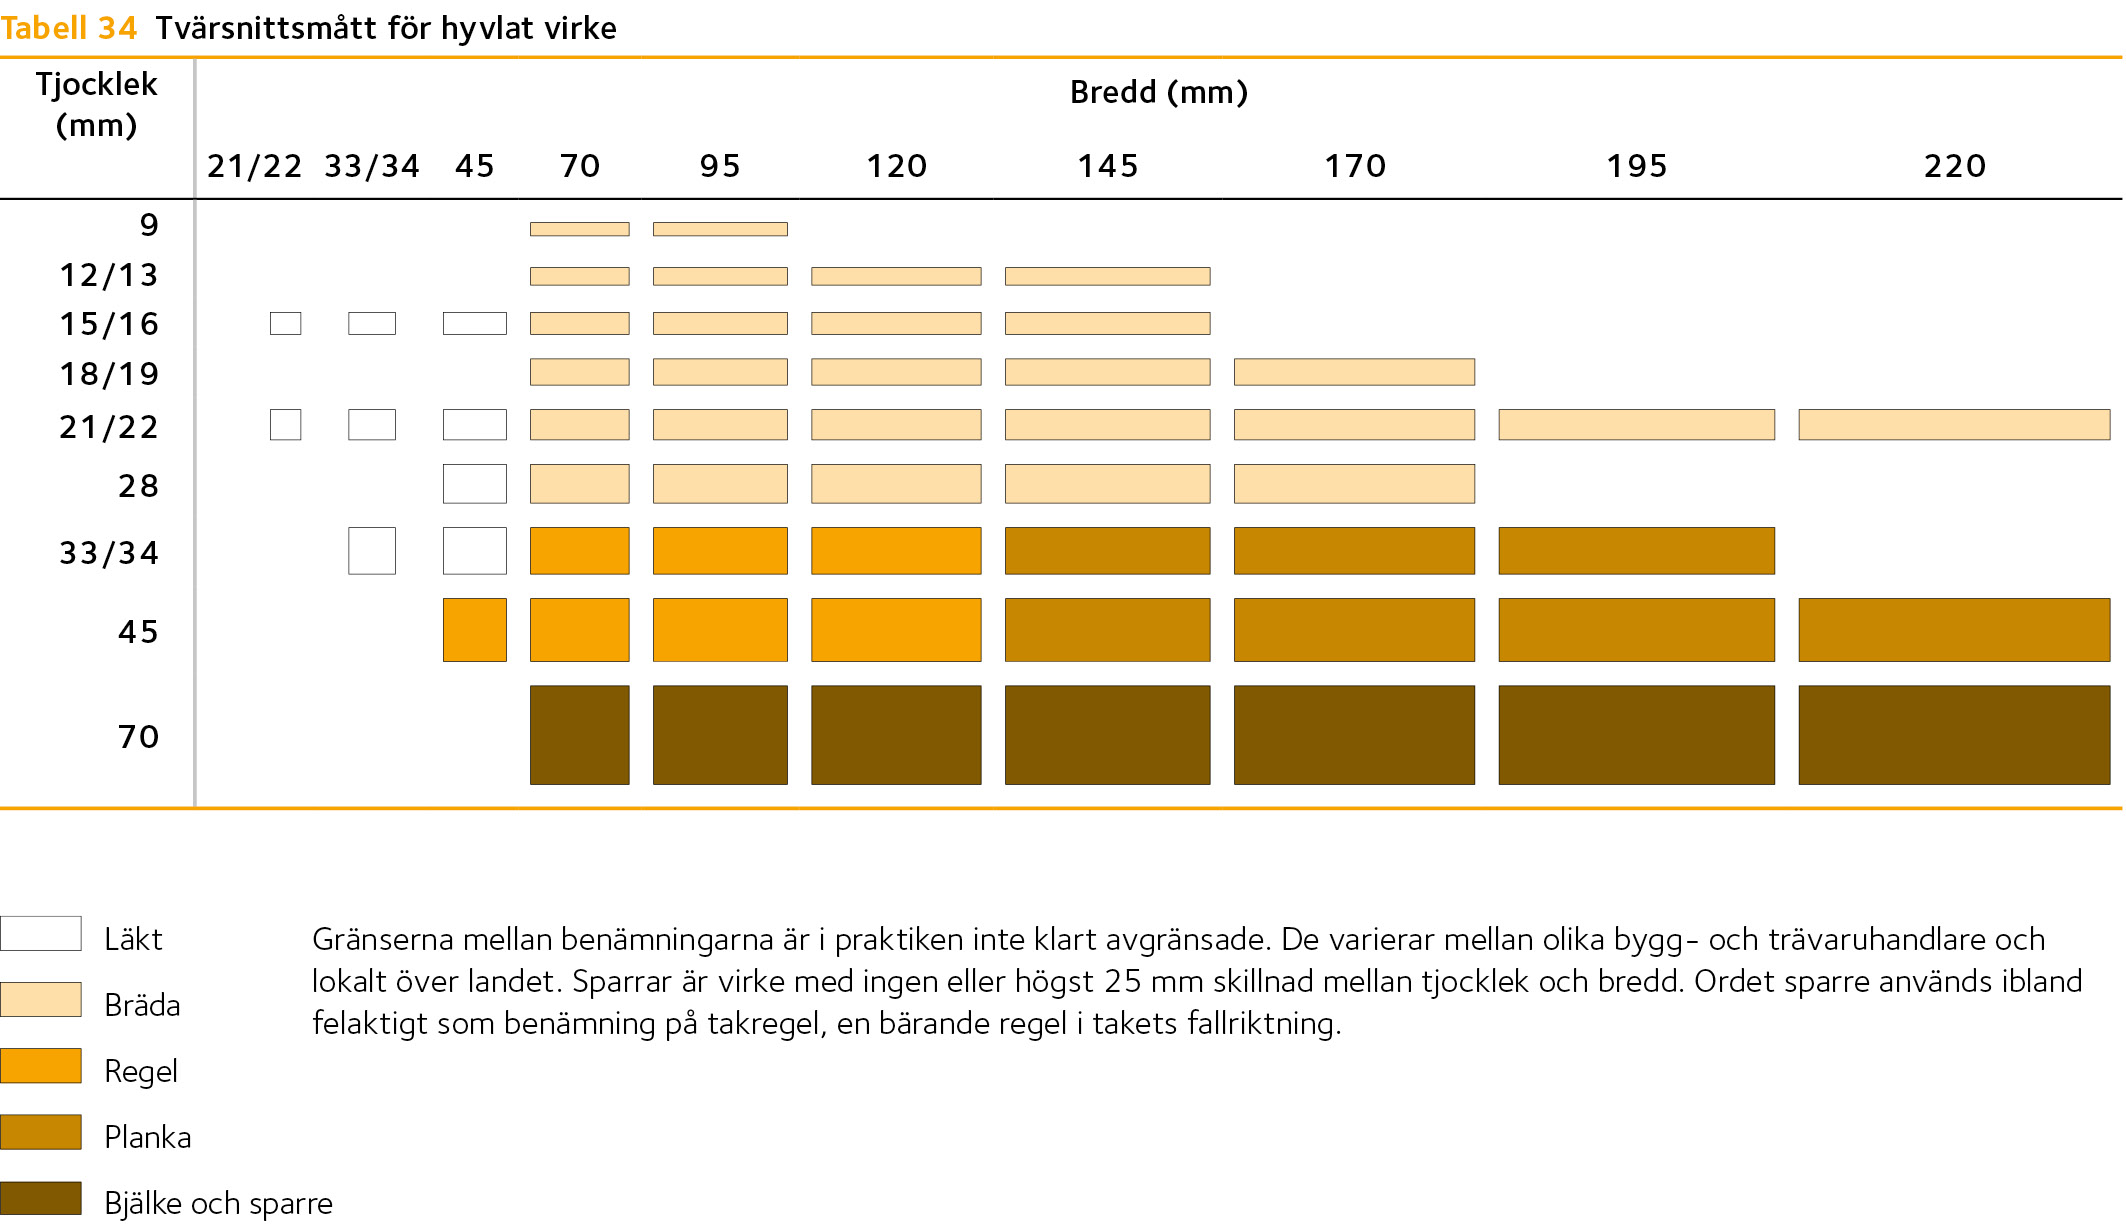 Tabell 34 Tvärsnittsmått för hyvlat virke
Tjocklek
(mm)
Bredd (mm)
21/22 33/34 45 70 95 120 145 170 195 220
9
12/13
15/16
18/19
21/22
28
33/34
45
70
Läkt
Bräda
Regel
Planka
Bjälke och sparre
Gränserna mellan benämningarna är i praktiken inte klart avgränsade. De varierar mellan olika bygg- och trävaruhandlare och
lokalt över landet. Sparrar är virke med ingen eller högst 25 mm skillnad mellan tjocklek och bredd. Ordet sparre används ibland
felaktigt som benämning på takregel, en bärande regel i takets fallriktning.